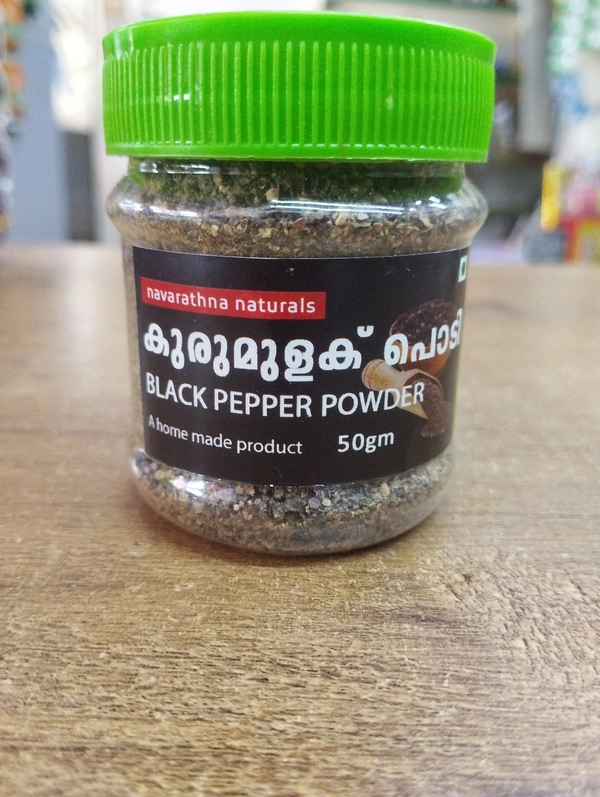 navarathna naturals
കുരുമുളക് പൊടി
BLACK PEPPER POWDER
A home made product 50gm